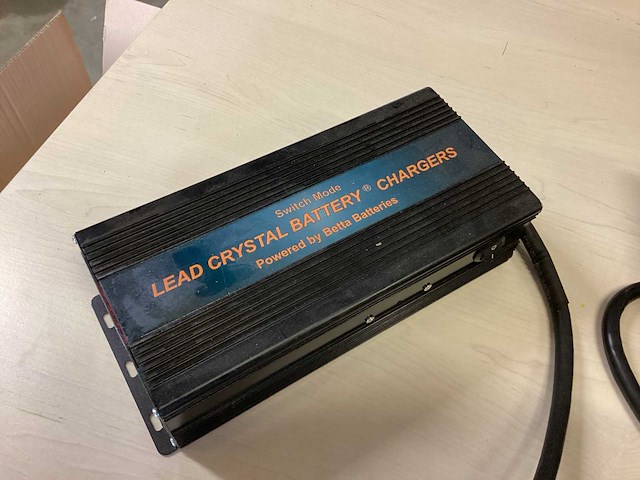 Switch Mode
LEAD CRYSTAL BATTERY® CHARGERS
Powered by Betta Batteries